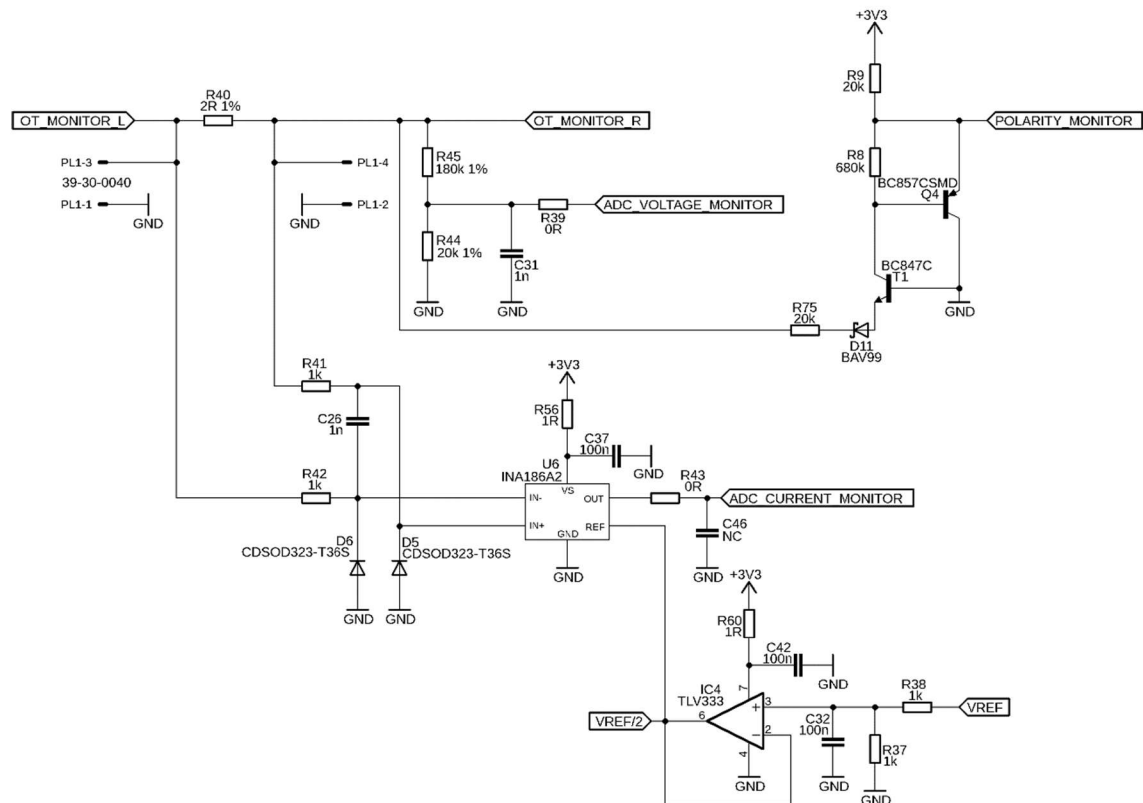 +3V3
R9
20k
R40
2R 1%
OT_MONITOR_L
OT_MONITOR_R
POLARITY_MONITOR
PL1-3
PL1-4
R45
180k 1%
R8
680k
39-30-0040
BC857CSMD
Q4
PL1-1
GND
GND
PL1-2
R39
0R
ADC_VOLTAGE_MONITOR
R44
20k 1%
C31
1n
BC847C
T1
GND
GND
GND
R75
20k
D11
BAV99
R41
1k
+3V3
C26
1n
R56
1R
C37
100n
GND
R42
1k
U6
INA186A2
VS
IN-
OUT
R43
0R
ADC_CURRENT_MONITOR
IN+
GND
REF
C46
NC
D6
CDSOD323-T36S
D5
CDSOD323-T36S
GND
GND
GND
GND
+3V3
R60
1R
C42
100n
GND
IC4
TLV333
7
R38
1k
VREF/2
6
+
3
VREF
-
2
4
C32
100n
R37
1k
GND
GND
GND